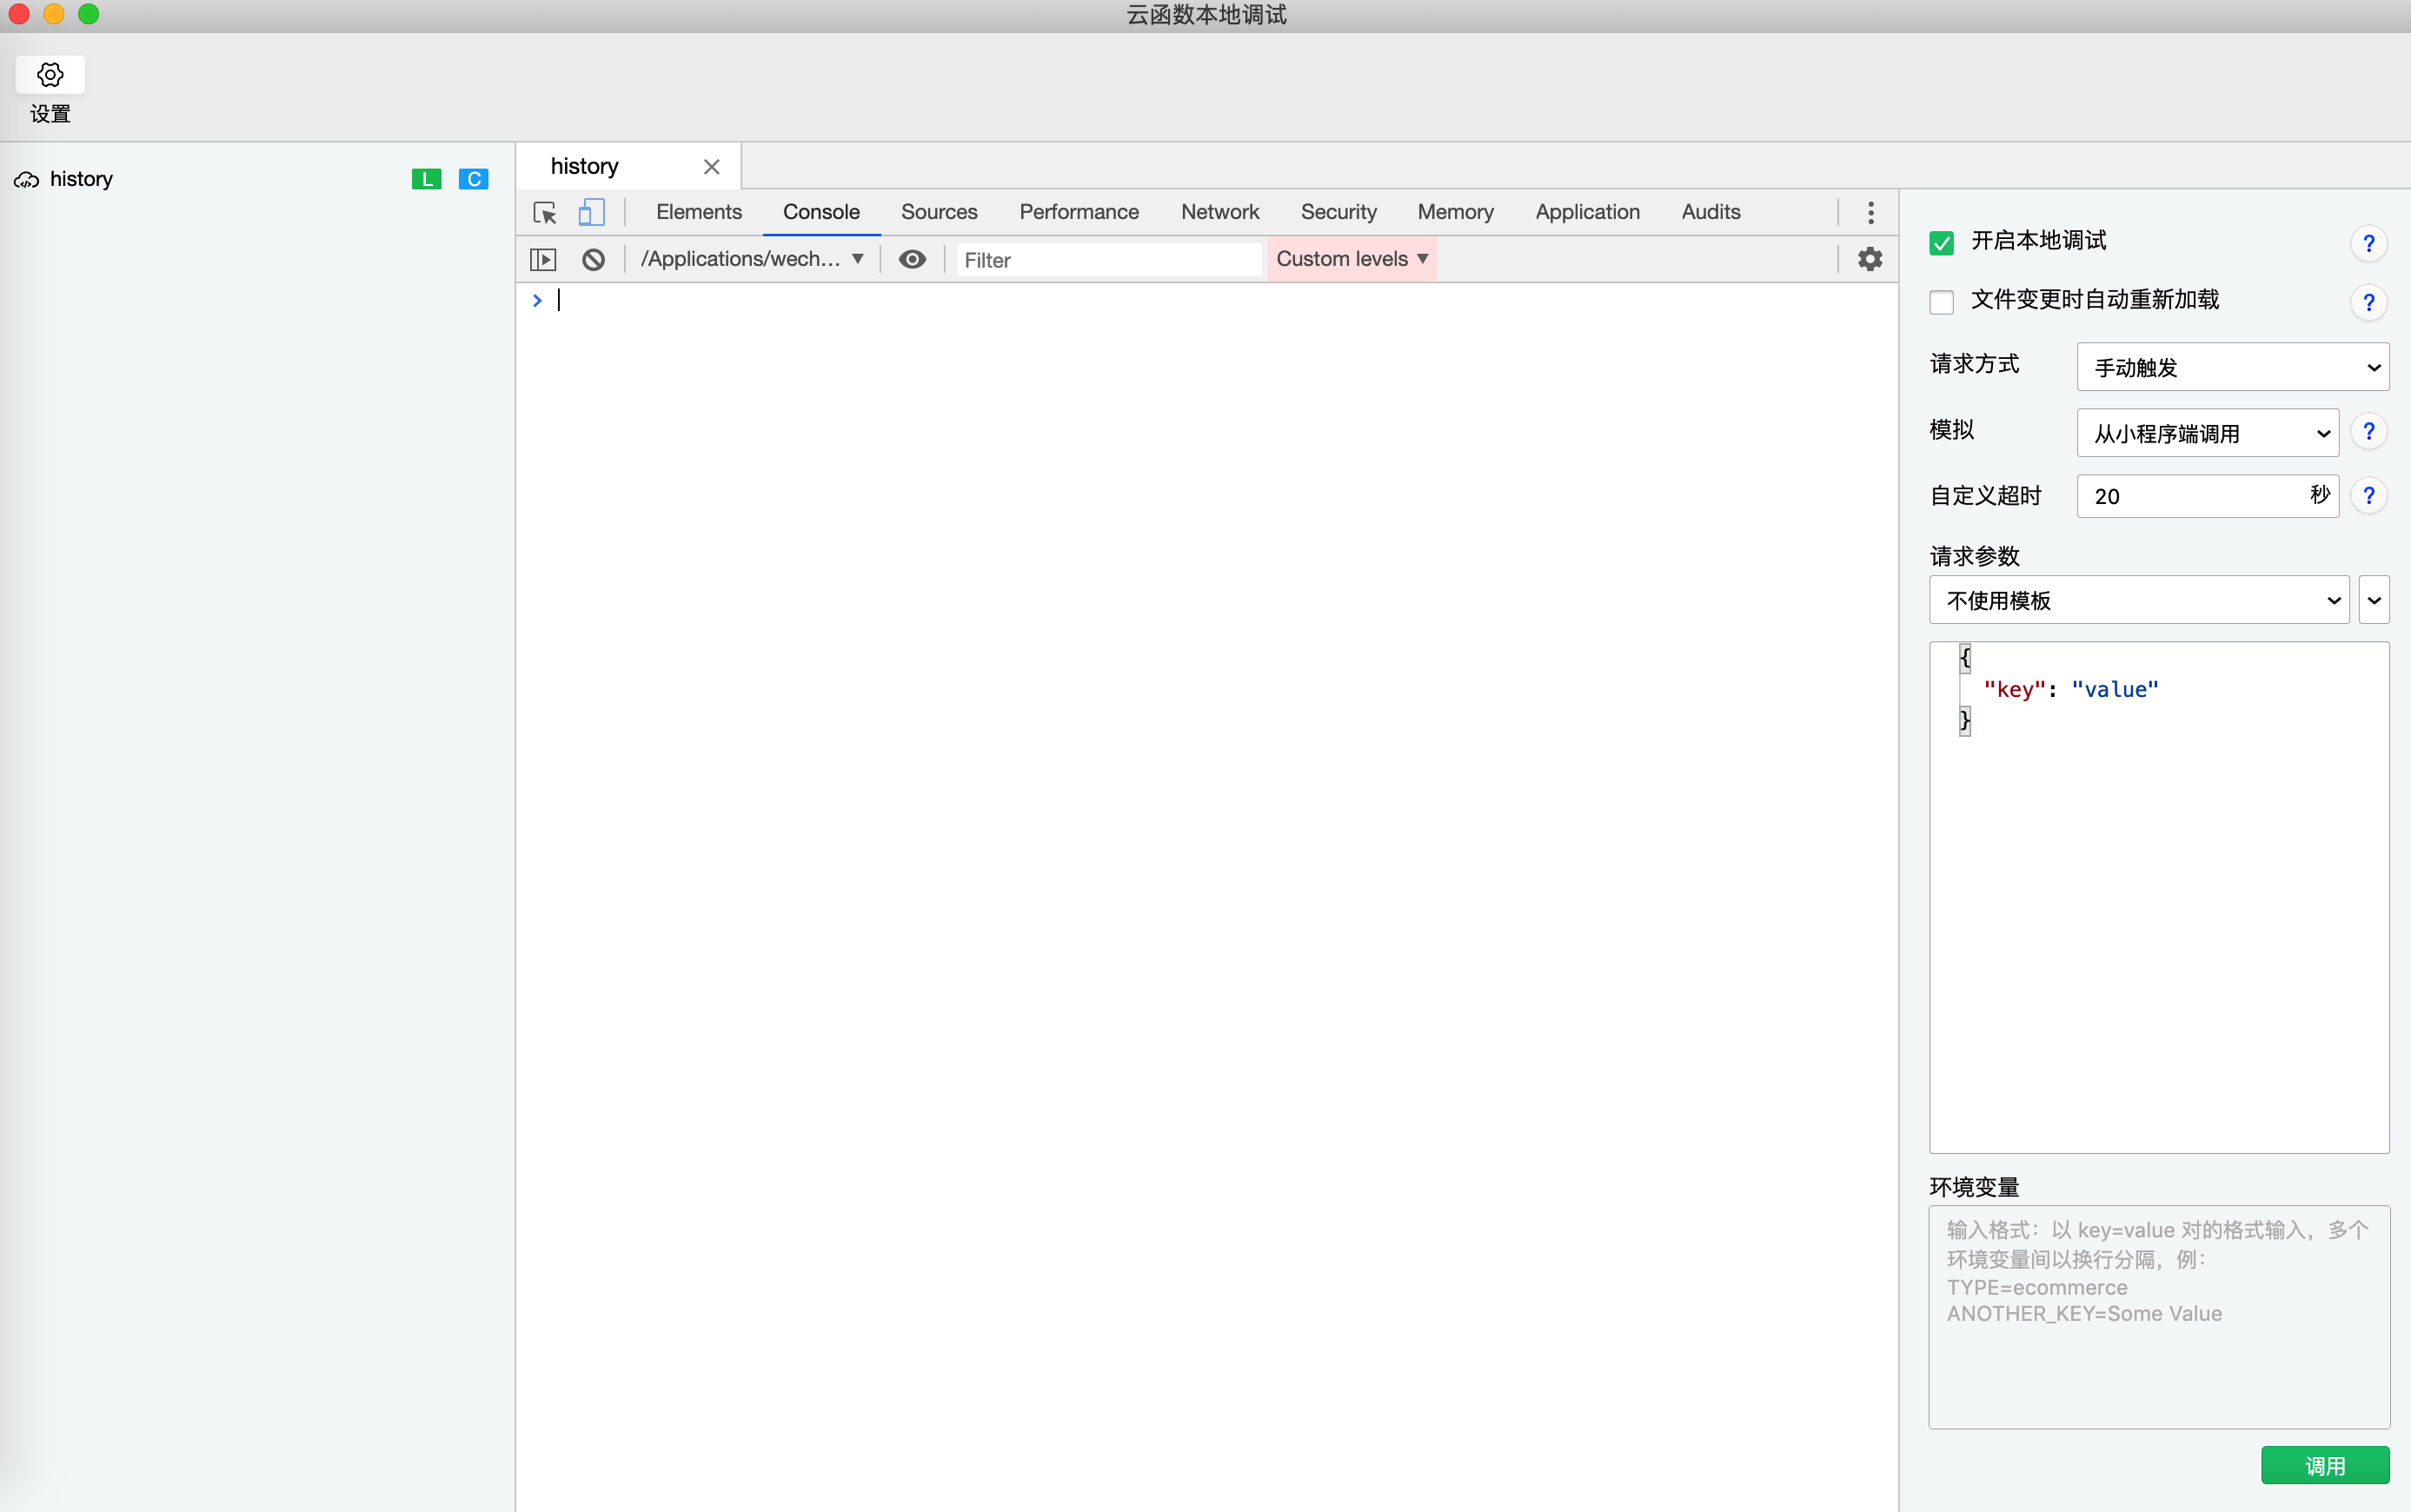 云函数本地调试
设置
history
L C
history
Elements Console Sources Performance Network Security Memory Application Audits
/Applications/wech... Filter Custom levels
开启本地调试 ?
文件变更时自动重新加载 ?
请求方式 手动触发
模拟 从小程序端调用 ?
自定义超时 20 秒 ?
请求参数
不使用模板
{
"key": "value"
}
环境变量
输入格式：以 key=value 对的格式输入，多个
环境变量间以换行分隔，例：
TYPE=ecommerce
ANOTHER_KEY=Some Value
调用